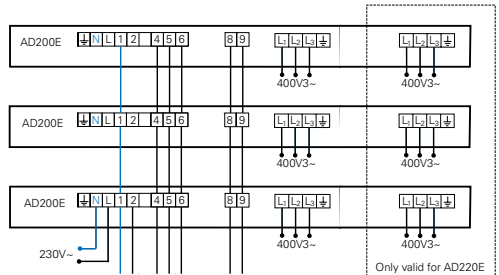 AD200E ⏚ N L 1 2 4 5 6 8 9 L1 L2 L3 ⏚ L1 L2 L3 ⏚
400V3~ 400V3~
AD200E ⏚ N L 1 2 4 5 6 8 9 L1 L2 L3 ⏚ L1 L2 L3 ⏚
400V3~ 400V3~
AD200E ⏚ N L 1 2 4 5 6 8 9 L1 L2 L3 ⏚ L1 L2 L3 ⏚
400V3~ 400V3~
230V~
Only valid for AD220E